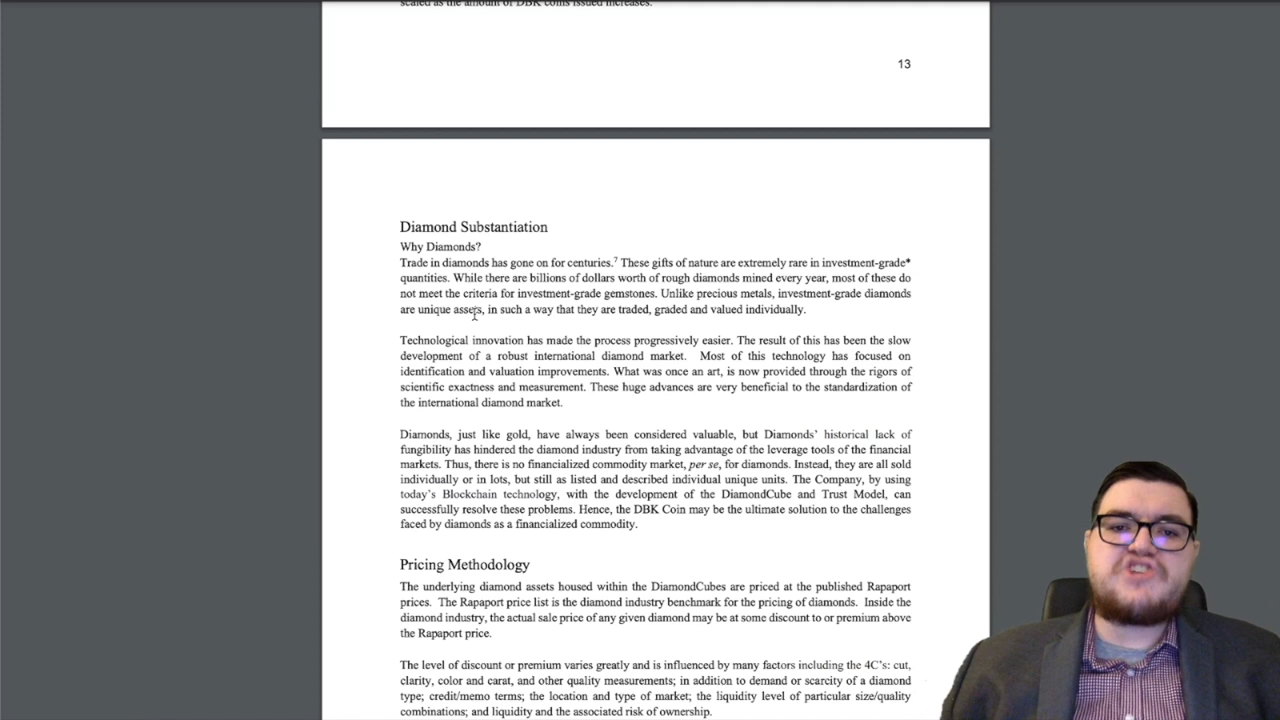 scaled as the amount of DBK coins issued increases.
13
Diamond Substantiation
Why Diamonds?
Trade in diamonds has gone on for centuries.7 These gifts of nature are extremely rare in investment-grade*
quantities. While there are billions of dollars worth of rough diamonds mined every year, most of these do
not meet the criteria for investment-grade gemstones. Unlike precious metals, investment-grade diamonds
are unique assets, in such a way that they are traded, graded and valued individually.
Technological innovation has made the process progressively easier. The result of this has been the slow
development of a robust international diamond market. Most of this technology has focused on
identification and valuation improvements. What was once an art, is now provided through the rigors of
scientific exactness and measurement. These huge advances are very beneficial to the standardization of
the international diamond market.
Diamonds, just like gold, have always been considered valuable, but Diamonds' historical lack of
fungibility has hindered the diamond industry from taking advantage of the leverage tools of the financial
markets. Thus, there is no financialized commodity market, per se, for diamonds. Instead, they are all sold
individually or in lots, but still as listed and described individual unique units. The Company, by using
today's Blockchain technology, with the development of the DiamondCube and Trust Model, can
successfully resolve these problems. Hence, the DBK Coin may be the ultimate solution to the challenges
faced by diamonds as a financialized commodity.
Pricing Methodology
The underlying diamond assets housed within the DiamondCubes are priced at the published Rapaport
prices. The Rapaport price list is the diamond industry benchmark for the pricing of diamonds. Inside the
diamond industry, the actual sale price of any given diamond may be at some discount to or premium above
the Rapaport price.
The level of discount or premium varies greatly and is influenced by many factors including the 4C's: cut,
clarity, color and carat, and other quality measurements; in addition to demand or scarcity of a diamond
type; credit/memo terms; the location and type of market; the liquidity level of particular size/quality
combinations; and liquidity and the associated risk of ownership.